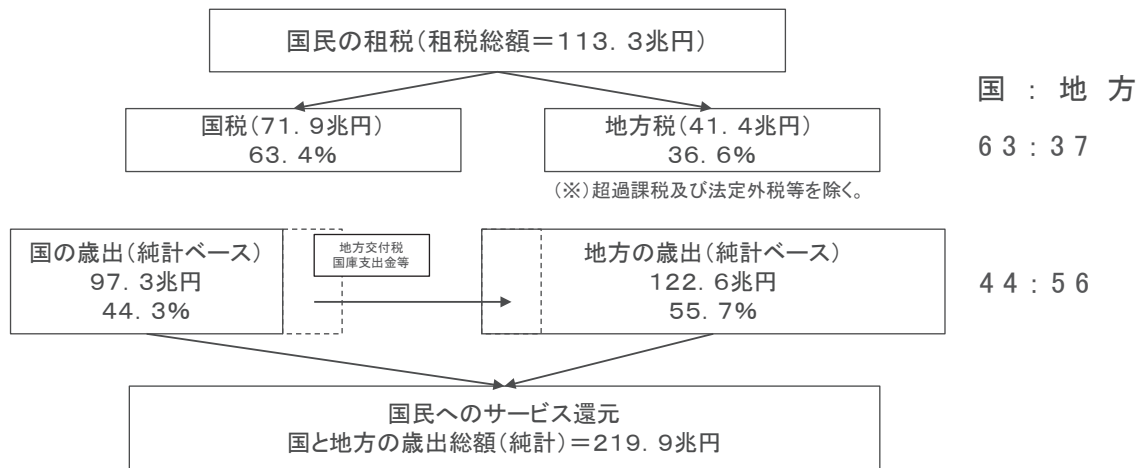 国民の租税(租税総額＝113．3兆円)
国 ： 地 方
国税(71．9兆円)
63．4%
地方税(41．4兆円)
36．6%
63：37
(※)超過課税及び法定外税等を除く。
国の歳出(純計ベース)
97．3兆円
44．3%
地方交付税
国庫支出金等
地方の歳出(純計ベース)
122．6兆円
55．7%
44：56
国民へのサービス還元
国と地方の歳出総額(純計)＝219．9兆円